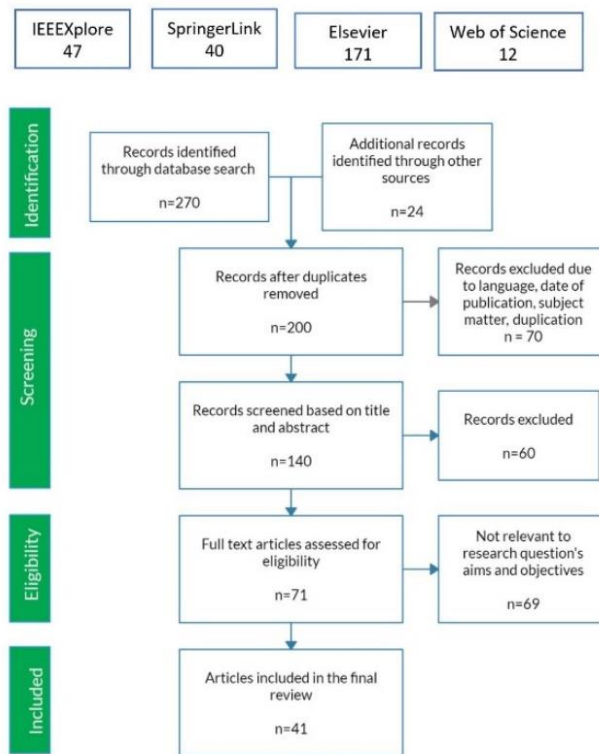 IEEEXplore
47
SpringerLink
40
Elsevier
171
Web of Science
12
Identification
Records identified
through database search
n=270
Additional records
identified through other
sources
n=24
Screening
Records after duplicates
removed
n=200
Records excluded due
to language, date of
publication, subject
matter, duplication
n = 70
Records screened based on title
and abstract
n=140
Records excluded
n=60
Eligibility
Full text articles assessed for
eligibility
n=71
Not relevant to
research question's
aims and objectives
n=69
Included
Articles included in the final
review
n=41